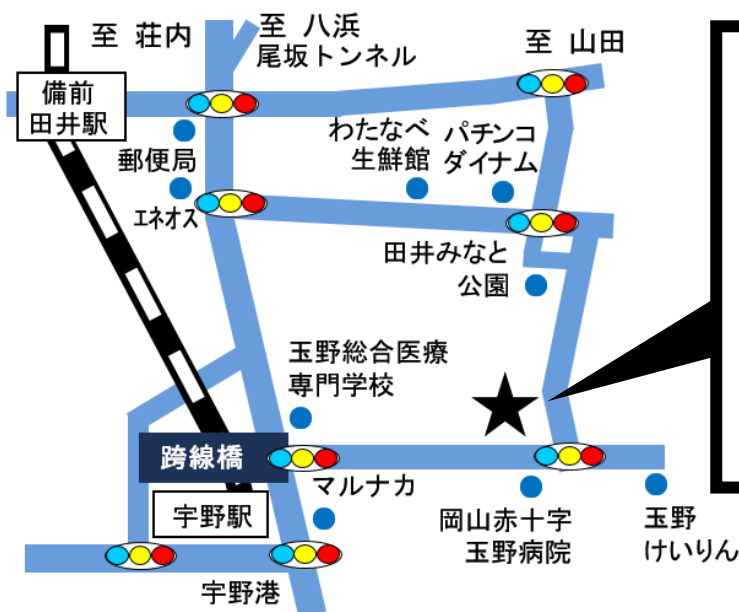 至 荘内
至 八浜
尾坂トンネル
至 山田
備前
田井駅
わたなべ
生鮮館
パチンコ
ダイナム
郵便局
エネオス
田井みなと
公園
玉野総合医療
専門学校
跨線橋
マルナカ
宇野駅
岡山赤十字
玉野病院
玉野
けいりん
宇野港